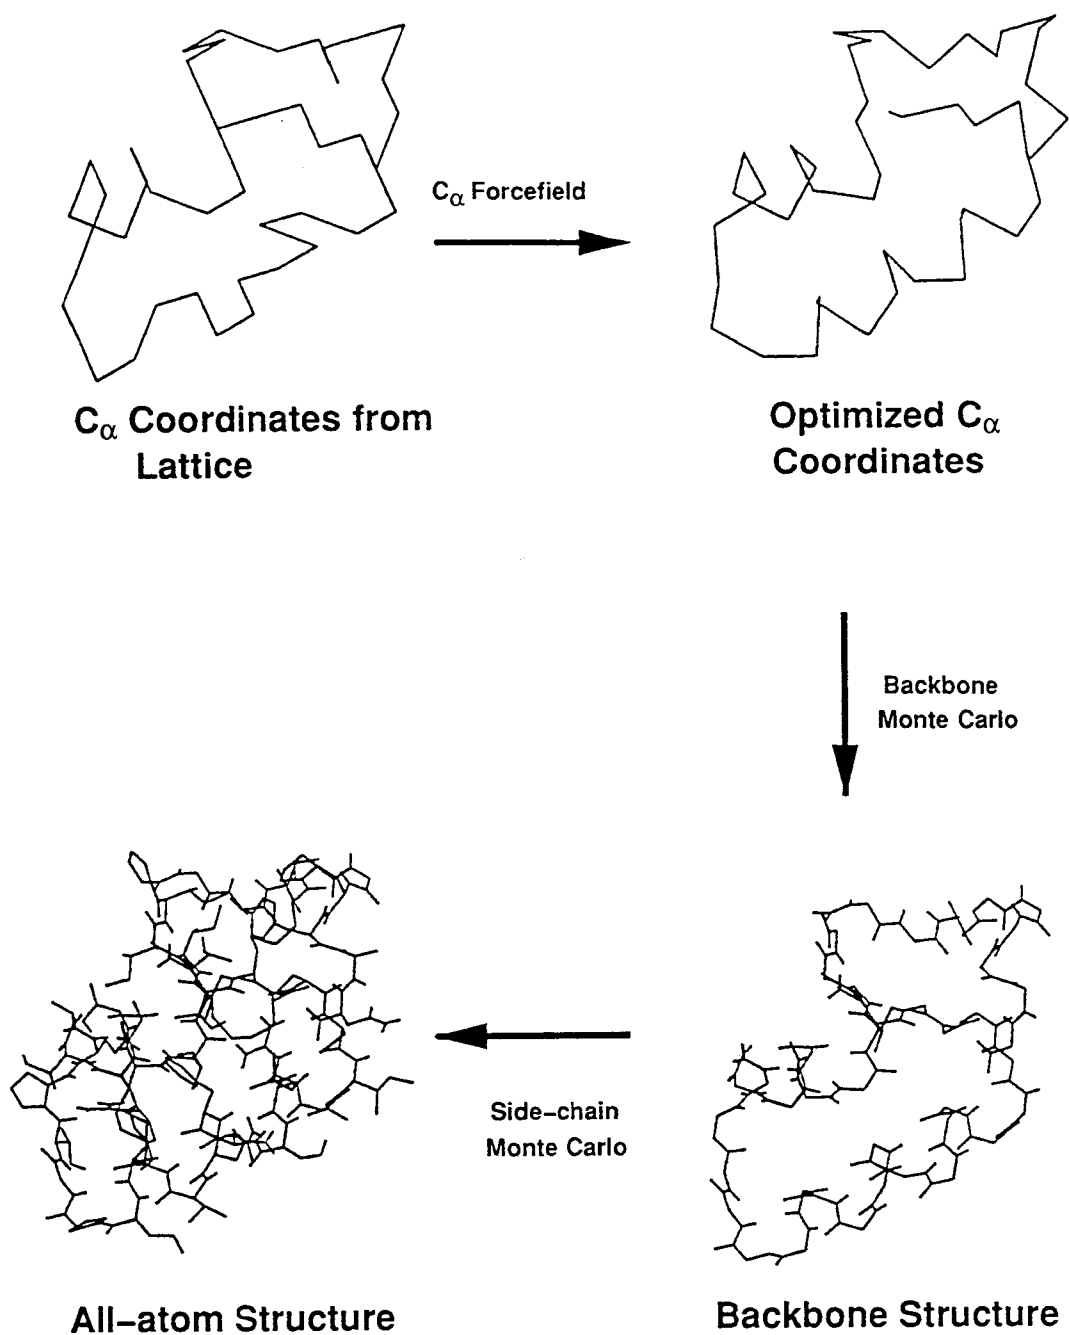 Cα Forcefield
Cα Coordinates from
Lattice
Optimized Cα
Coordinates
Backbone
Monte Carlo
Side–chain
Monte Carlo
All–atom Structure
Backbone Structure